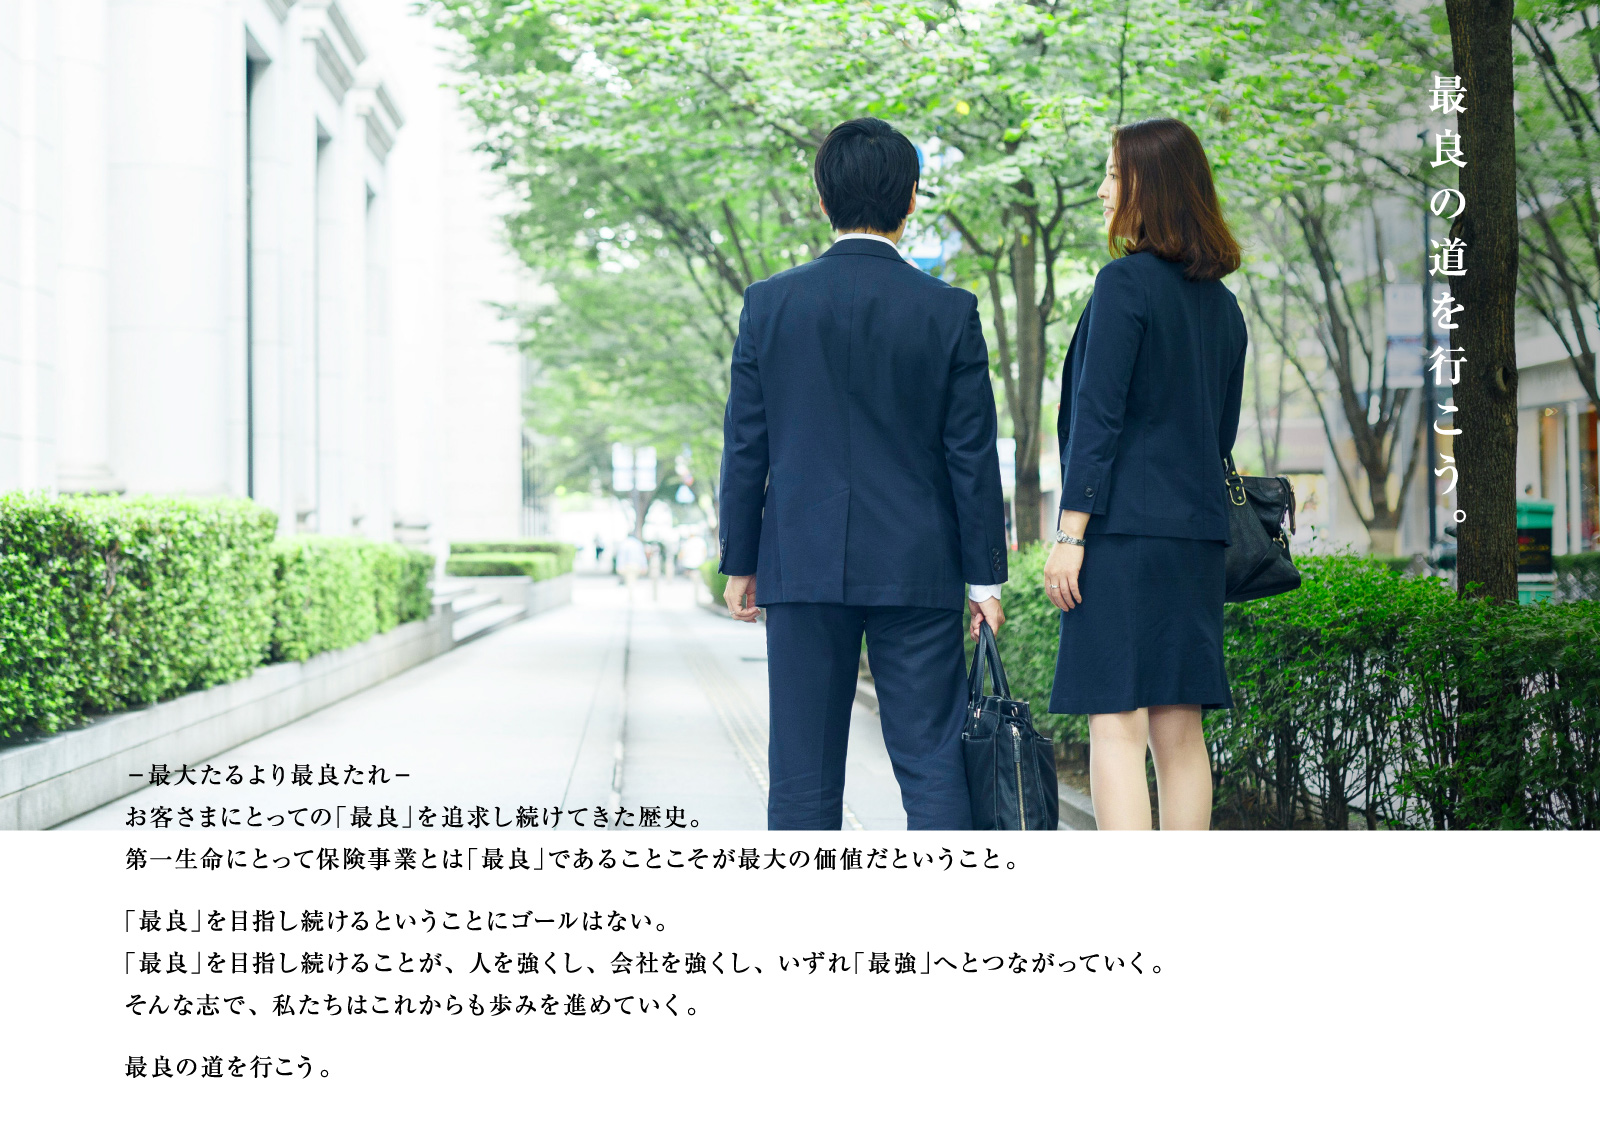 最良の道を行こう。
−最大たるより最良たれ−
お客さまにとっての「最良」を追求し続けてきた歴史。
第一生命にとって保険事業とは「最良」であることこそが最大の価値だということ。
「最良」を目指し続けるということにゴールはない。
「最良」を目指し続けることが、人を強くし、会社を強くし、いずれ「最強」へとつながっていく。
そんな志で、私たちはこれからも歩みを進めていく。
最良の道を行こう。